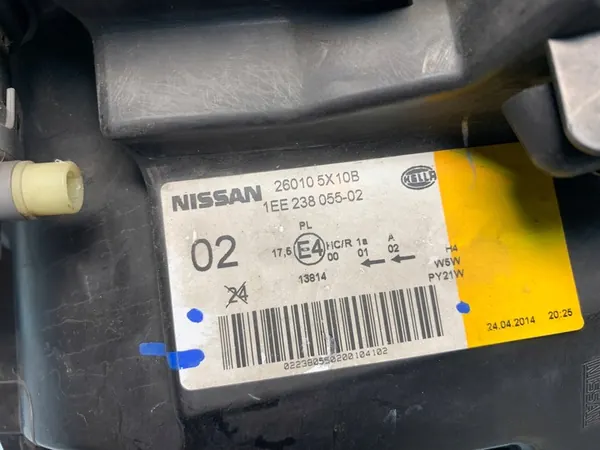 NISSAN 26010 5X10B
1EE 238 055-02
HELLA
02
PL
17,5 E4 HC/R 1a A
00 01 02
13814
24
H4
W5W
PY21W
24.04.2014 20:25
022380550200104102